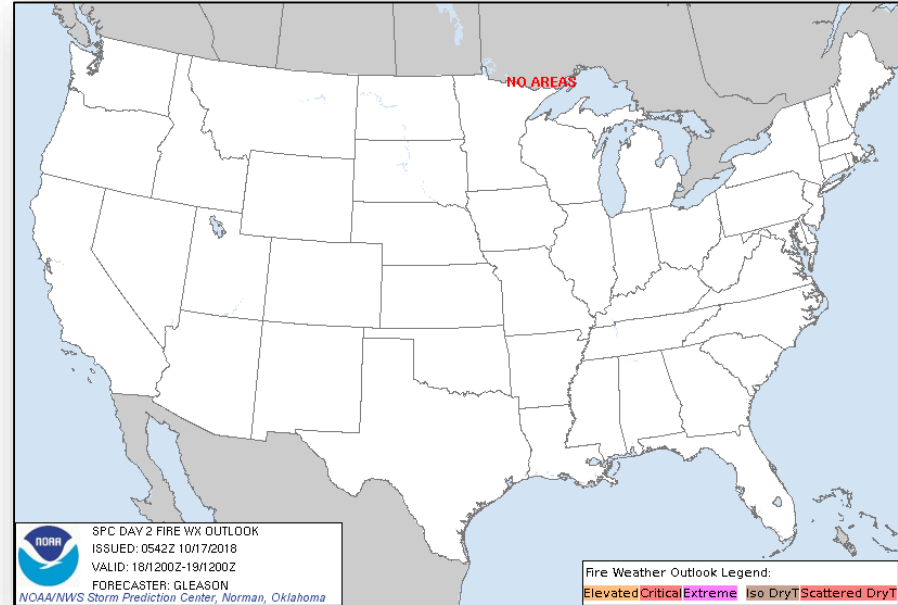 NO AREAS
NOAA
SPC DAY 2 FIRE WX OUTLOOK
ISSUED: 0542Z 10/17/2018
VALID: 18/1200Z-19/1200Z
FORECASTER: GLEASON
NOAA/NWS Storm Prediction Center, Norman, Oklahoma
Fire Weather Outlook Legend:
Elevated Critical Extreme Iso DryT Scattered DryT